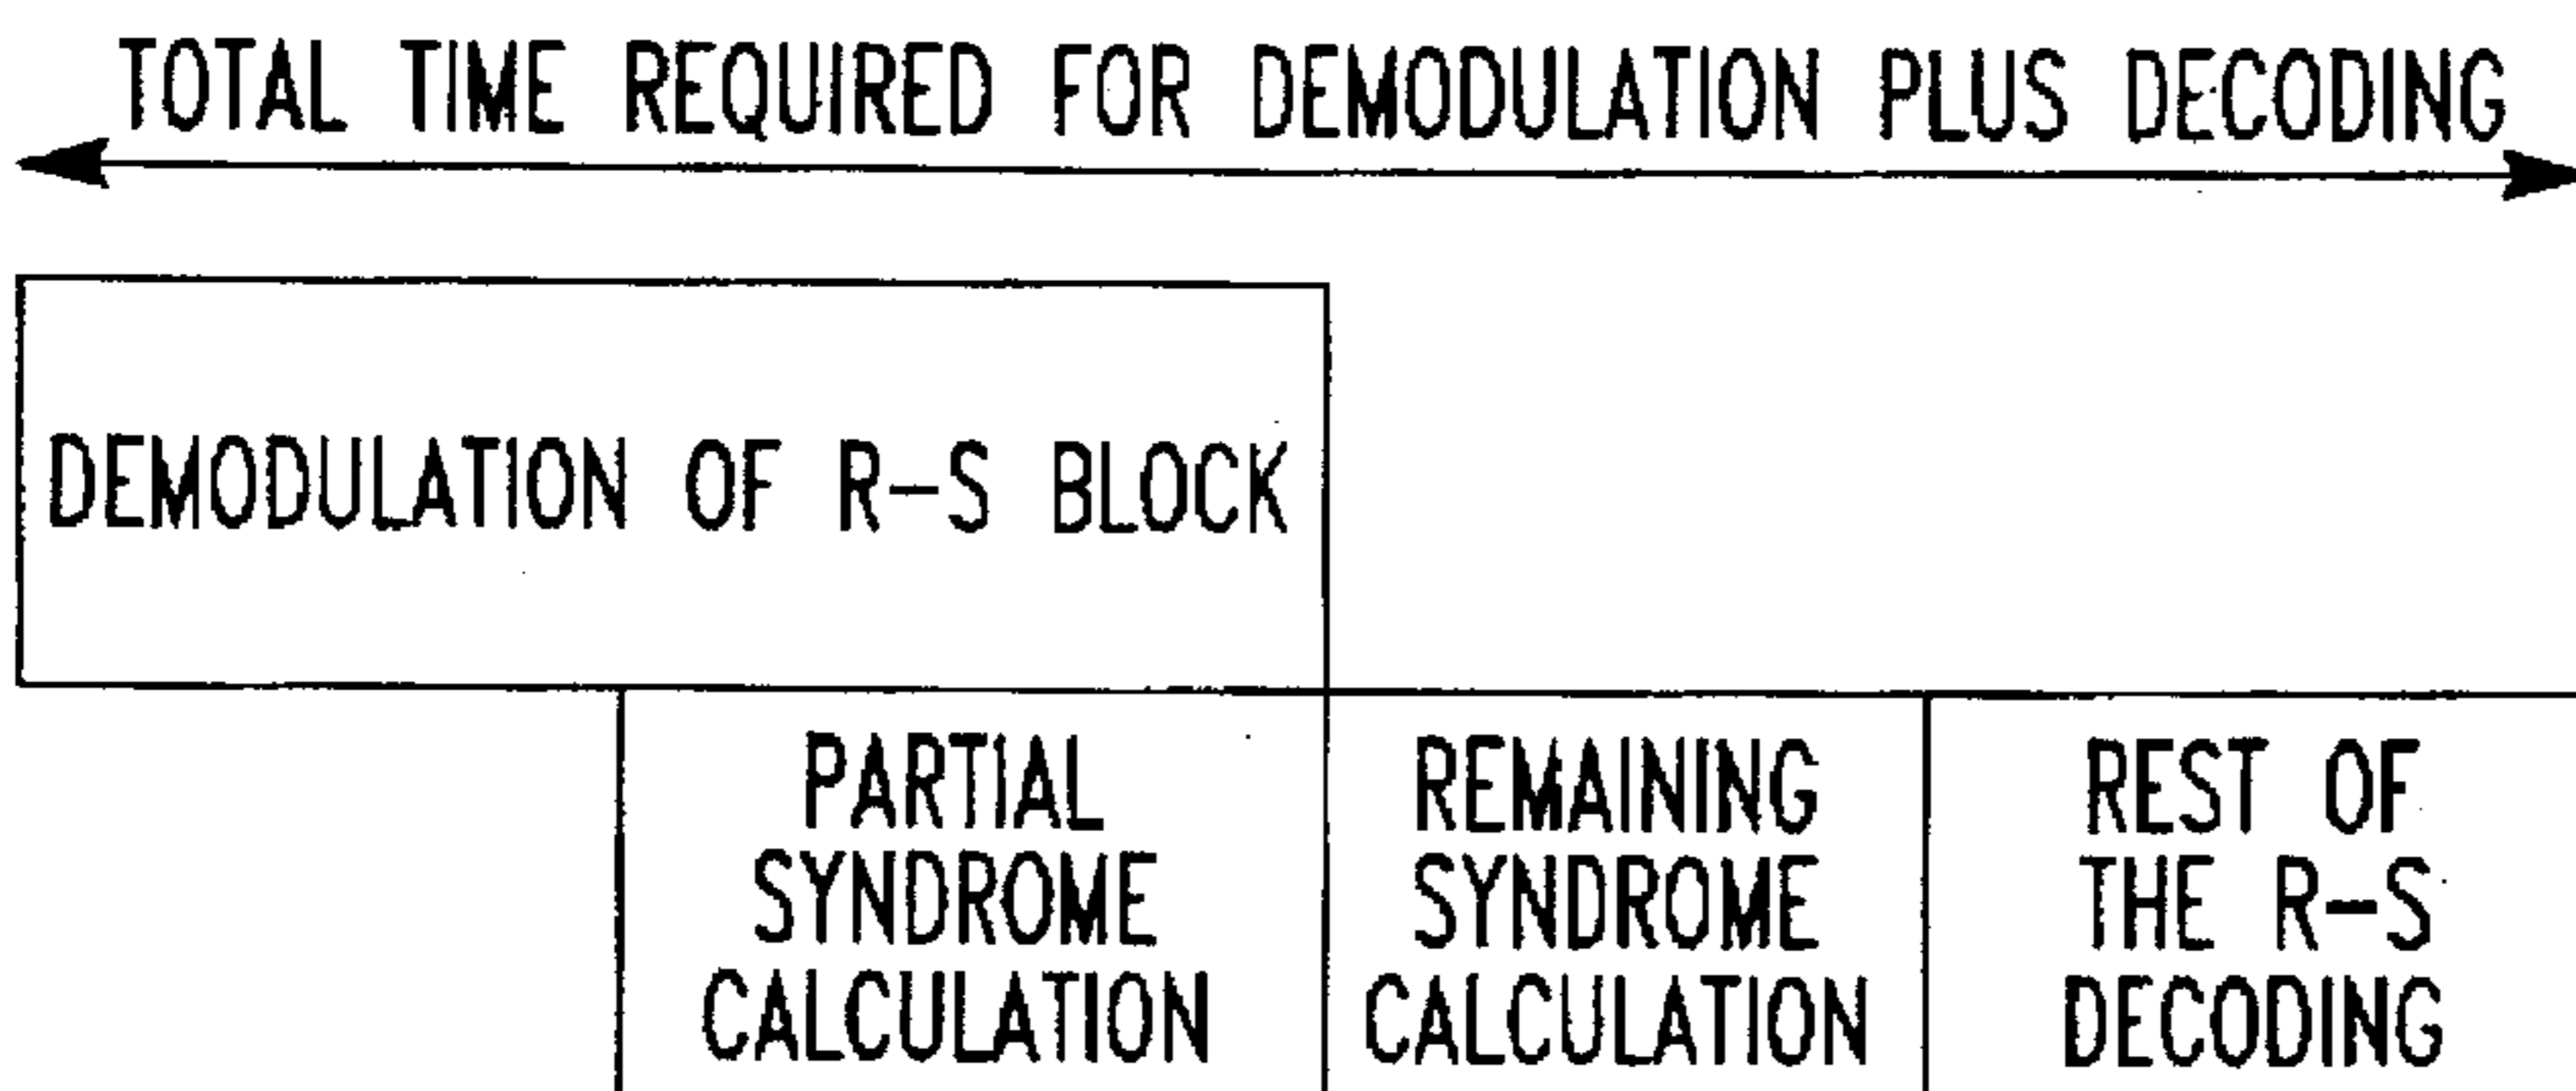 TOTAL TIME REQUIRED FOR DEMODULATION PLUS DECODING
DEMODULATION OF R-S BLOCK
PARTIAL
SYNDROME
CALCULATION
REMAINING
SYNDROME
CALCULATION
REST OF
THE R-S
DECODING